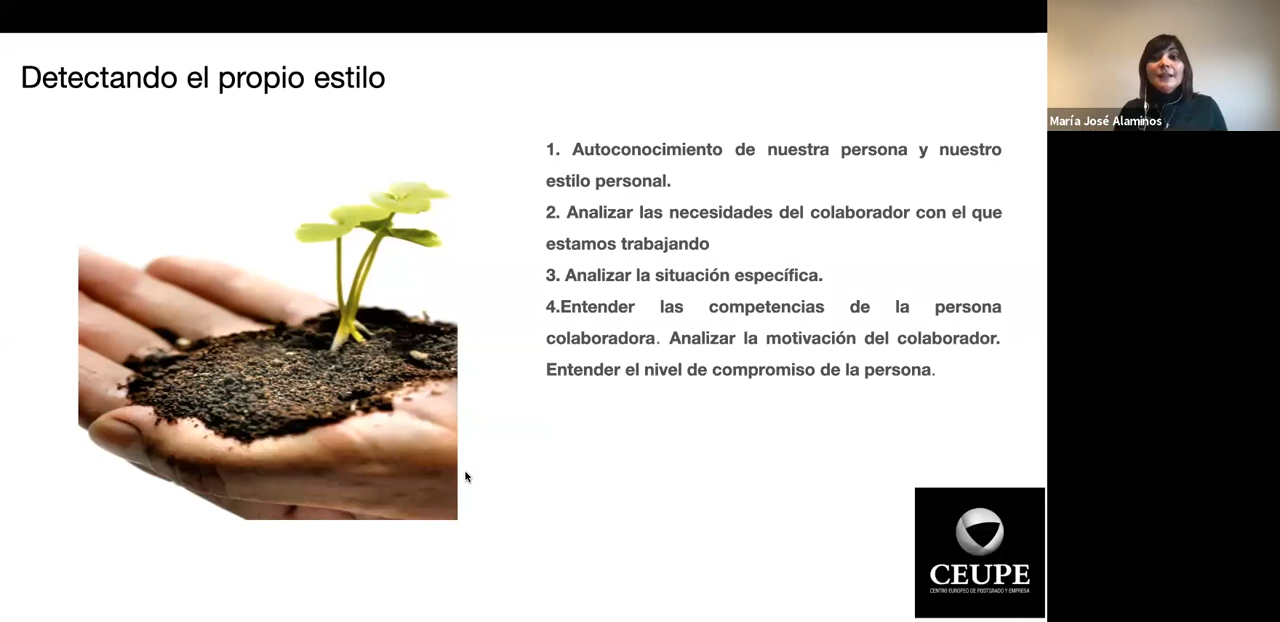 Detectando el propio estilo
María José Alaminos
1. Autoconocimiento de nuestra persona y nuestro
estilo personal.
2. Analizar las necesidades del colaborador con el que
estamos trabajando
3. Analizar la situación específica.
4.Entender las competencias de la persona
colaboradora. Analizar la motivación del colaborador.
Entender el nivel de compromiso de la persona.
CEUPE
CENTRO EUROPEO DE POSTGRADO Y EMPRESA